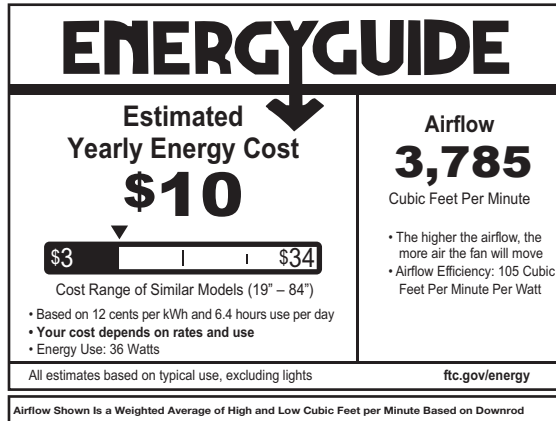 ENERGYGUIDE
Estimated
Yearly Energy Cost
$10
$3
$34
Cost Range of Similar Models (19” – 84”)
• Based on 12 cents per kWh and 6.4 hours use per day
• Your cost depends on rates and use
• Energy Use: 36 Watts
Airflow
3,785
Cubic Feet Per Minute
• The higher the airflow, the
more air the fan will move
• Airflow Efficiency: 105 Cubic
Feet Per Minute Per Watt
All estimates based on typical use, excluding lights
ftc.gov/energy
Airflow Shown Is a Weighted Average of High and Low Cubic Feet per Minute Based on Downrod